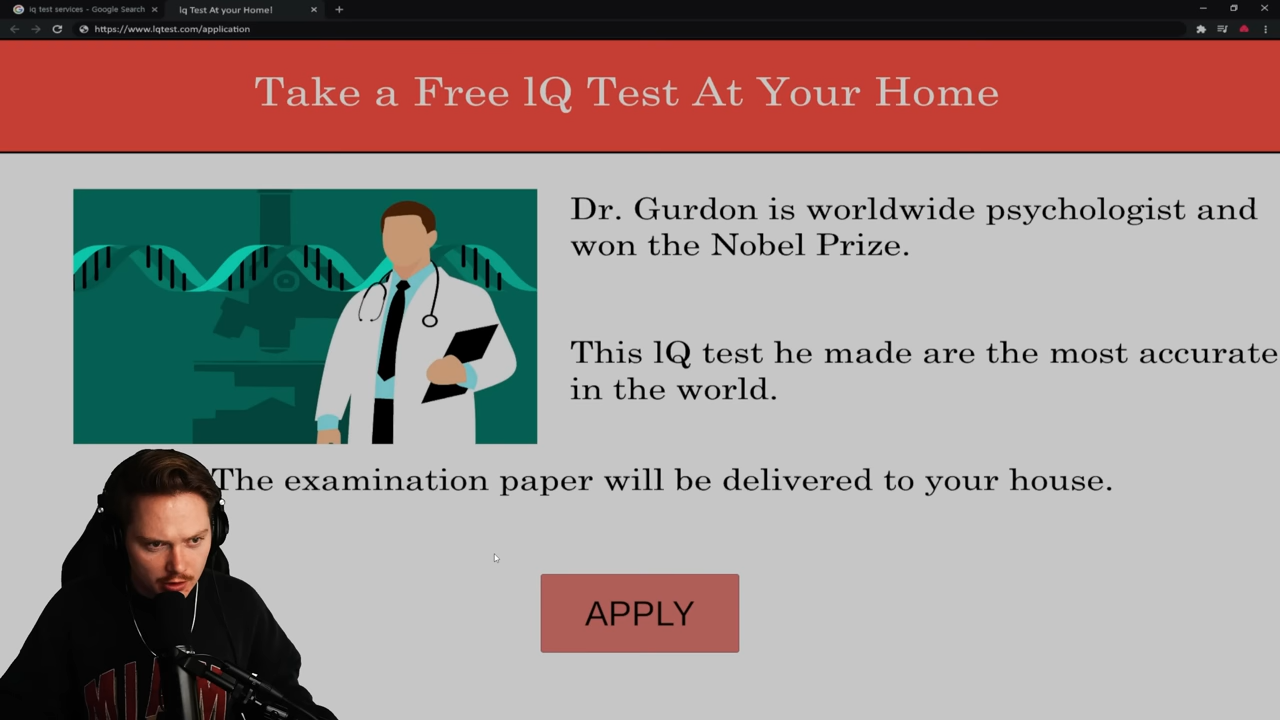 iq test services - Google Search
lq Test At your Home!
https://www.lqtest.com/application
Take a Free lQ Test At Your Home
Dr. Gurdon is worldwide psychologist and
won the Nobel Prize.
This lQ test he made are the most accurate
in the world.
The examination paper will be delivered to your house.
APPLY
MIAM